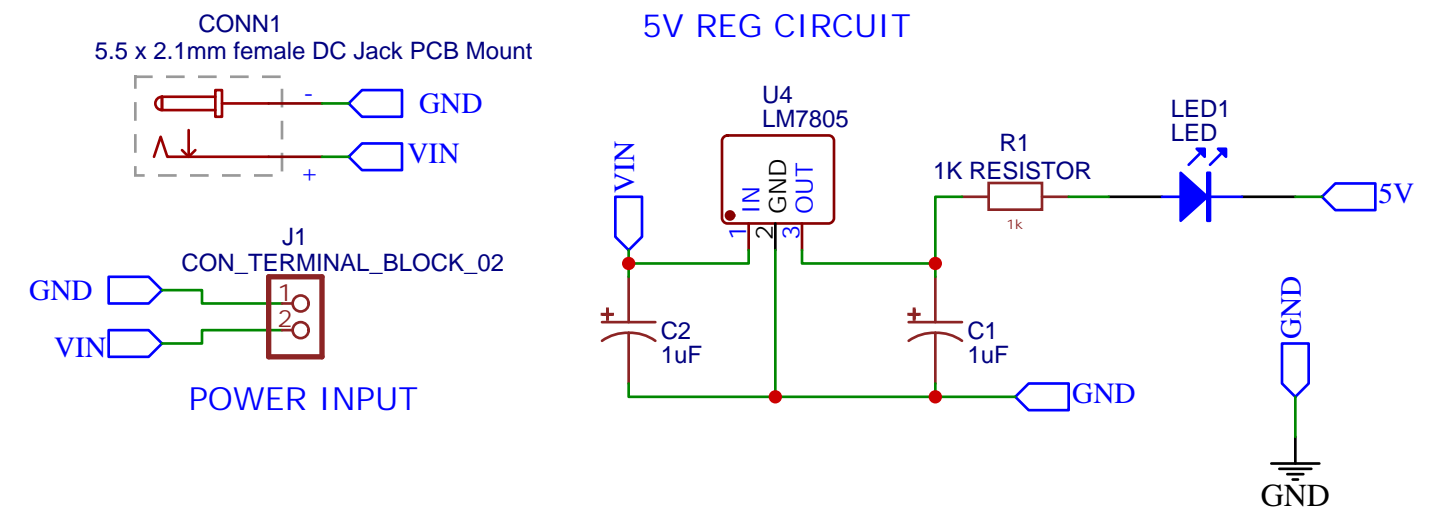 CONN1
5.5 x 2.1mm female DC Jack PCB Mount
-
GND
VIN
+
J1
CON_TERMINAL_BLOCK_02
GND
1
VIN
2
POWER INPUT
5V REG CIRCUIT
U4
LM7805
VIN
IN
GND
OUT
1
2
3
R1
1K RESISTOR
1k
LED1
LED
5V
+
C2
1uF
+
C1
1uF
GND
GND
GND